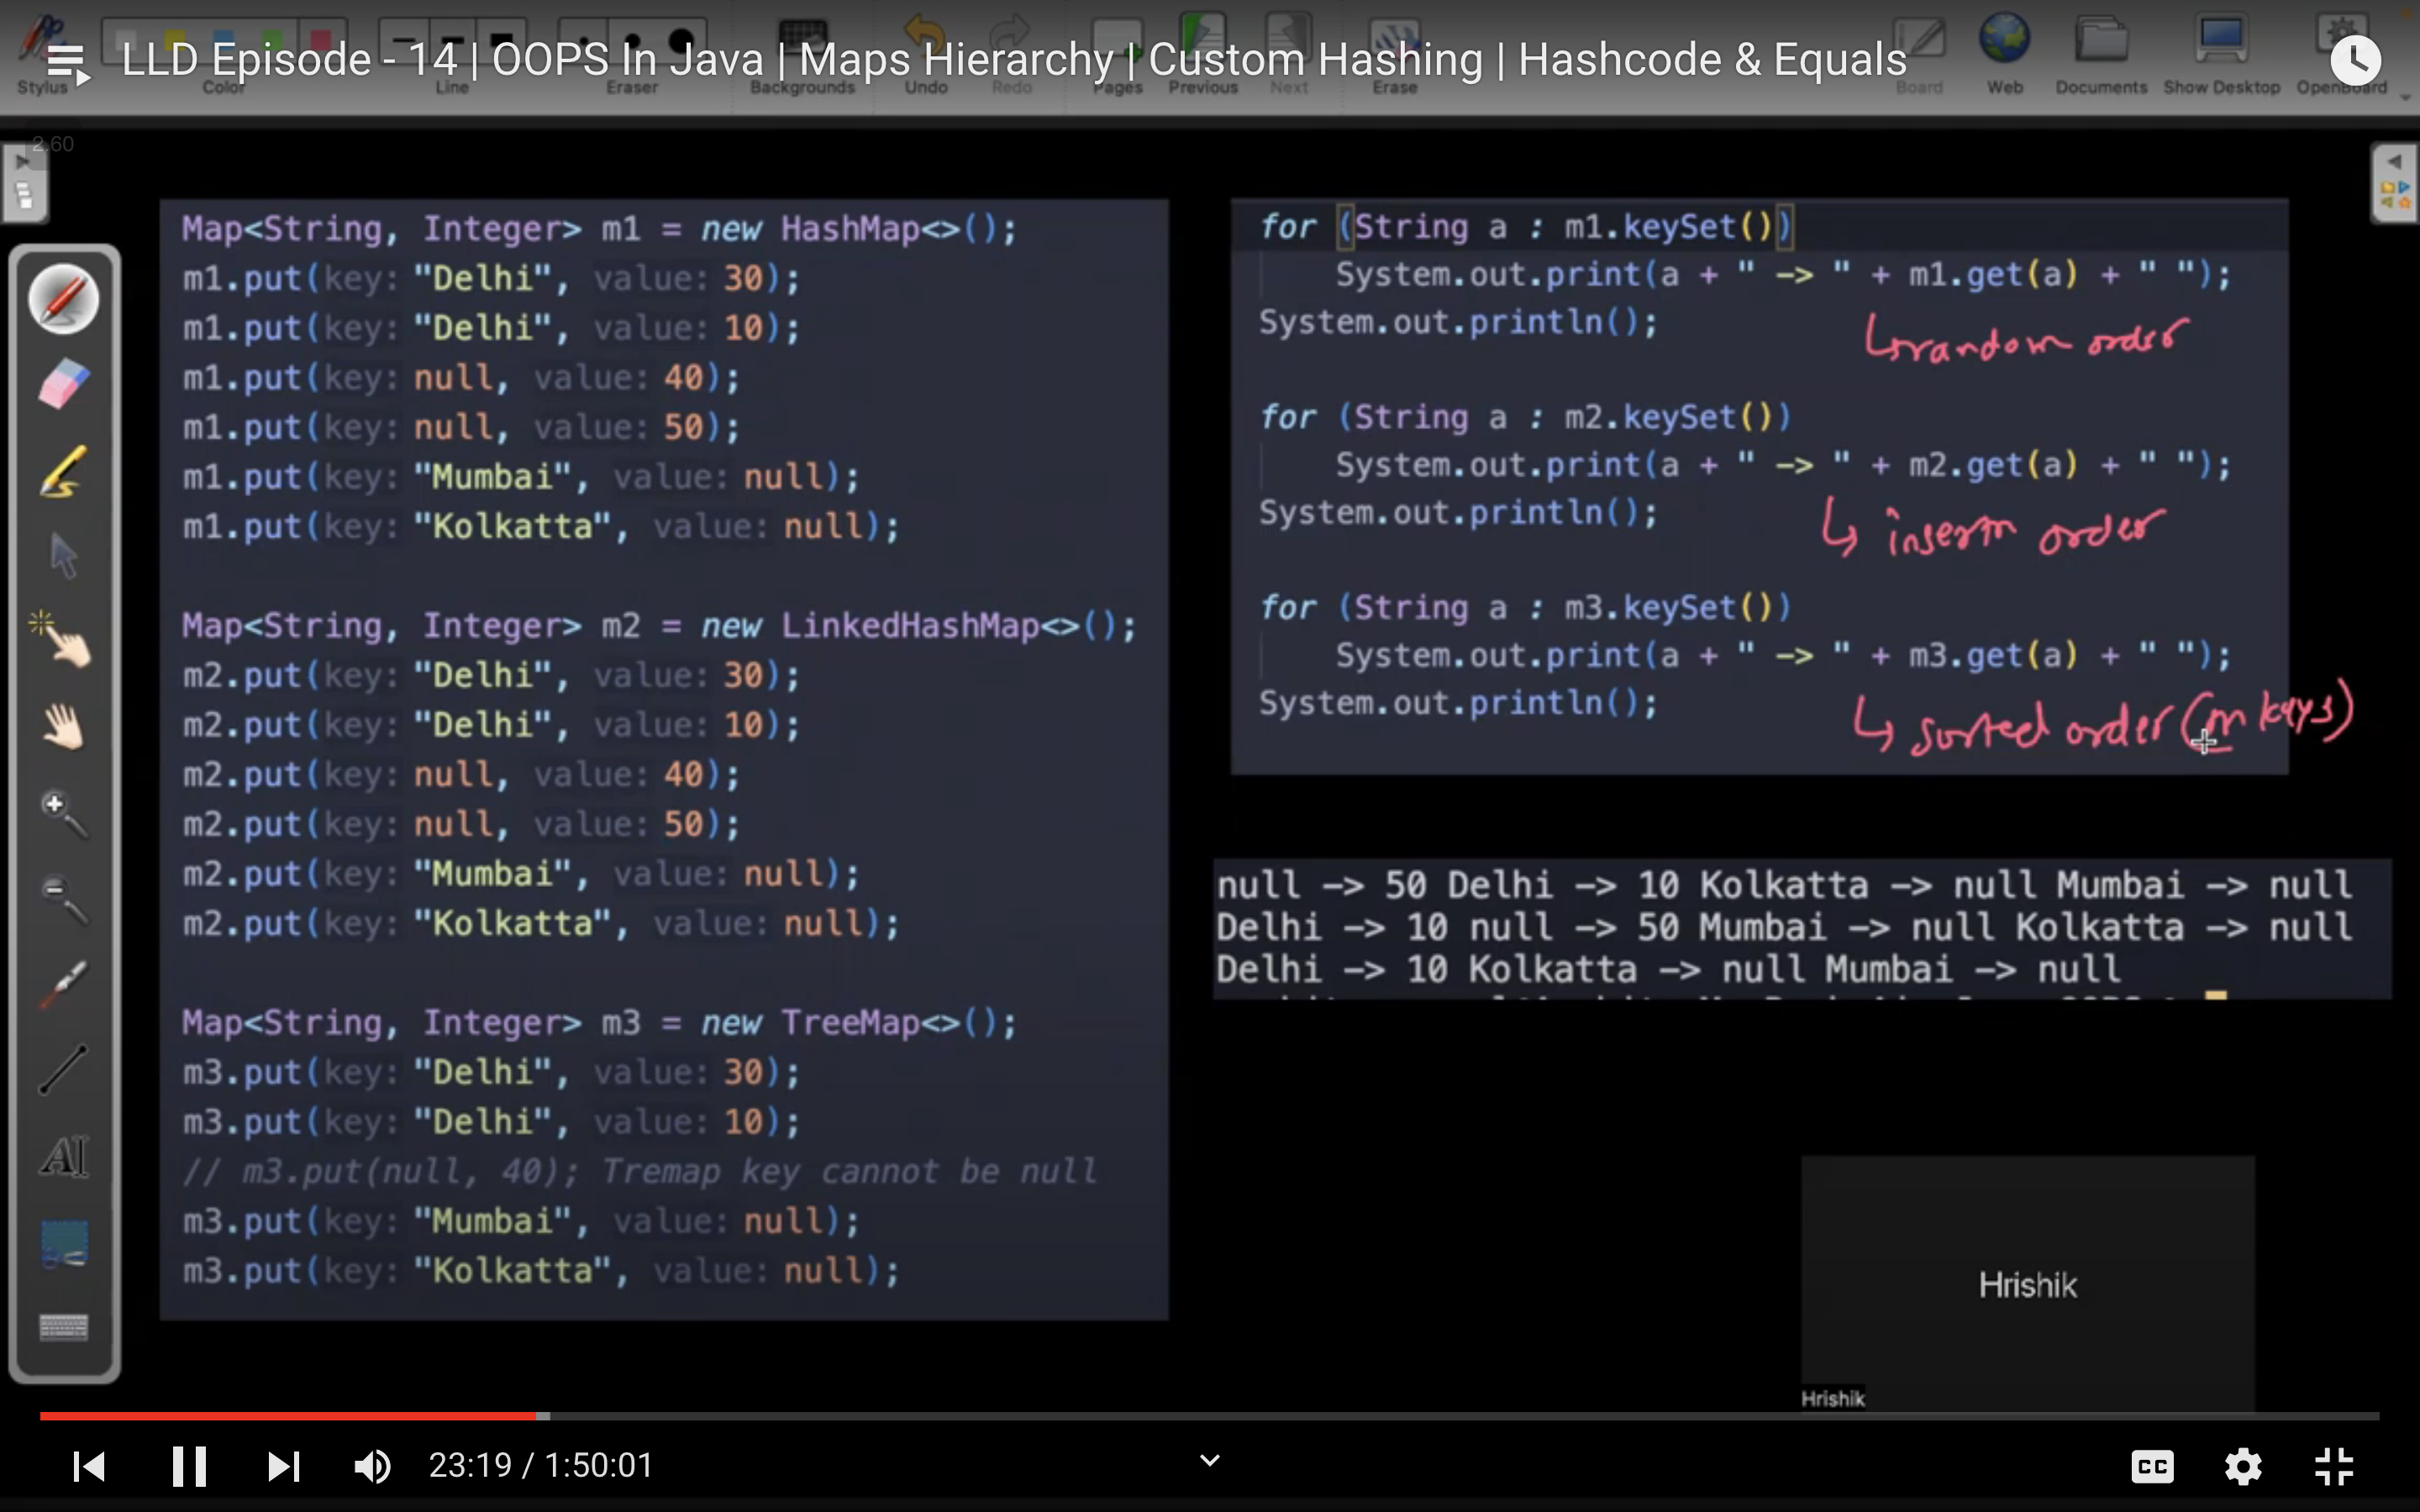 LLD Episode - 14 | OOPS In Java | Maps Hierarchy | Custom Hashing | Hashcode & Equals
Stylus Color Line Eraser Backgrounds Undo Redo Pages Previous Next Erase Board Web Documents Show Desktop OpenBoard
2.60
Map<String, Integer> m1 = new HashMap<>();
m1.put(key: "Delhi", value: 30);
m1.put(key: "Delhi", value: 10);
m1.put(key: null, value: 40);
m1.put(key: null, value: 50);
m1.put(key: "Mumbai", value: null);
m1.put(key: "Kolkatta", value: null);
Map<String, Integer> m2 = new LinkedHashMap<>();
m2.put(key: "Delhi", value: 30);
m2.put(key: "Delhi", value: 10);
m2.put(key: null, value: 40);
m2.put(key: null, value: 50);
m2.put(key: "Mumbai", value: null);
m2.put(key: "Kolkatta", value: null);
Map<String, Integer> m3 = new TreeMap<>();
m3.put(key: "Delhi", value: 30);
m3.put(key: "Delhi", value: 10);
// m3.put(null, 40); Tremap key cannot be null
m3.put(key: "Mumbai", value: null);
m3.put(key: "Kolkatta", value: null);
for (String a : m1.keySet())
System.out.print(a + " -> " + m1.get(a) + " ");
System.out.println();
random order
for (String a : m2.keySet())
System.out.print(a + " -> " + m2.get(a) + " ");
System.out.println();
order
for (String a : m3.keySet())
System.out.print(a + " -> " + m3.get(a) + " ");
System.out.println();
sorted order (on keys)
null -> 50 Delhi -> 10 Kolkatta -> null Mumbai -> null
Delhi -> 10 null -> 50 Mumbai -> null Kolkatta -> null
Delhi -> 10 Kolkatta -> null Mumbai -> null
Hrishik
Hrishik
AI
23:19 / 1:50:01
CC